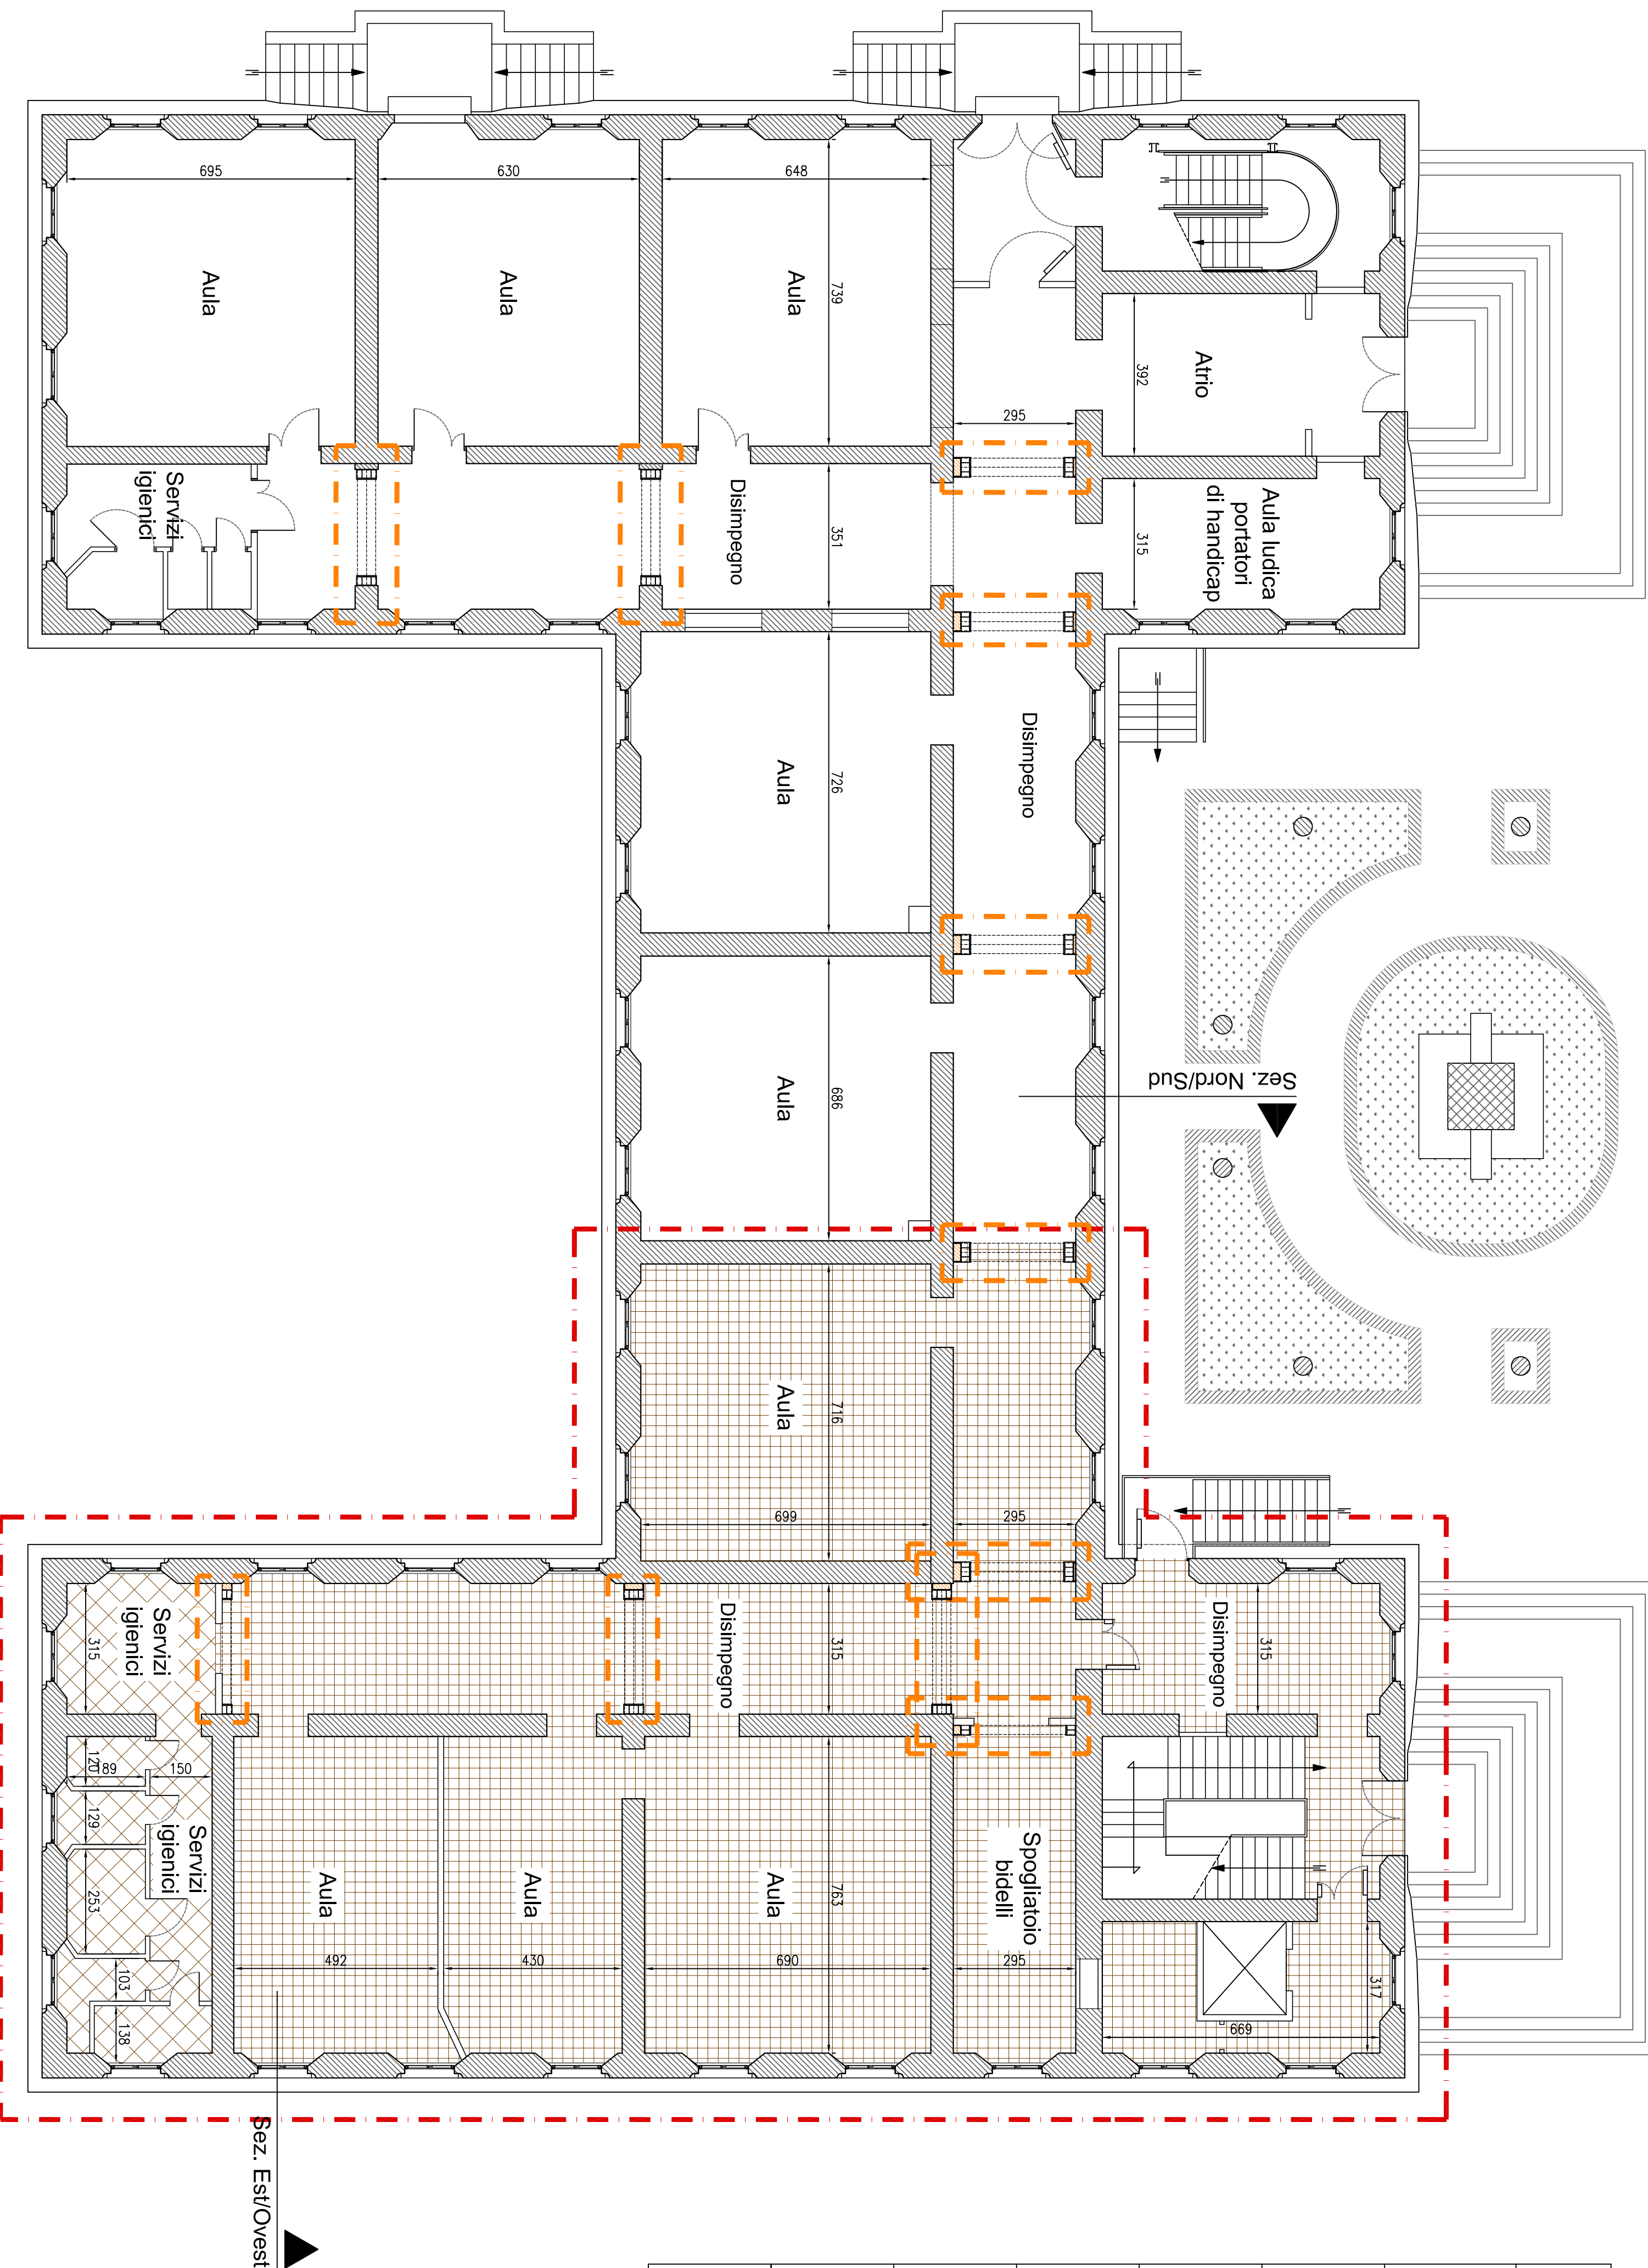 695
630
648
739
Aula
Aula
Aula
392
Atrio
295
Servizi
igienici
Disimpegno
351
315
Aula ludica
portatori
di handicap
Aula
726
Disimpegno
Aula
686
Sez. Nord/Sud
Aula
716
699
295
Servizi
igienici
315
Disimpegno
315
Disimpegno
315
120
189
150
129
253
103
138
Servizi
igienici
Aula
492
Aula
430
Aula
763
690
Spogliatoio
bidelli
295
317
669
Sez. Est/Ovest